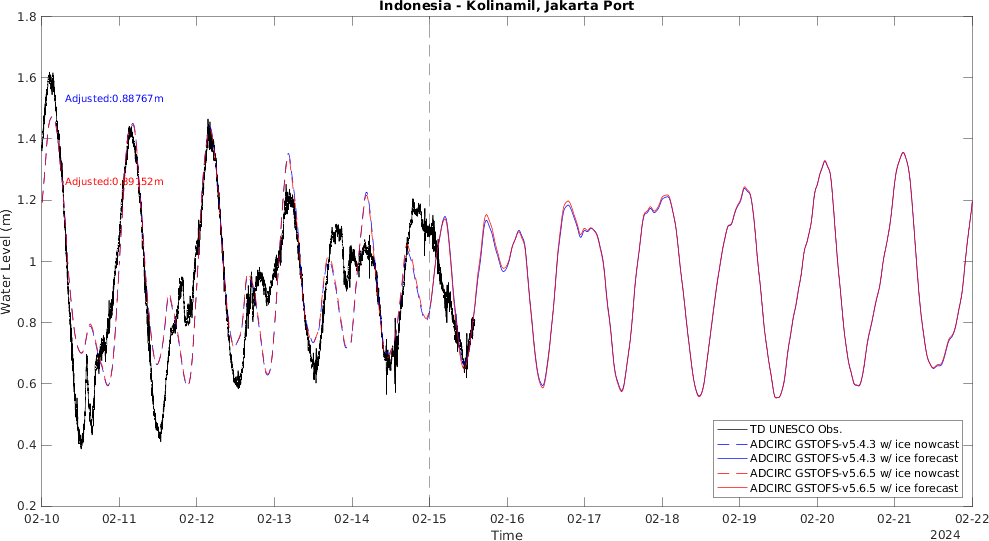 Indonesia - Kolinamil, Jakarta Port
Water Level (m)
1.8
1.6
1.4
1.2
1
0.8
0.6
0.4
0.2
Adjusted:0.88767m
Adjusted:0.89152m
TD UNESCO Obs.
ADCIRC GSTOFS-v5.4.3 w/ ice nowcast
ADCIRC GSTOFS-v5.4.3 w/ ice forecast
ADCIRC GSTOFS-v5.6.5 w/ ice nowcast
ADCIRC GSTOFS-v5.6.5 w/ ice forecast
02-10 02-11 02-12 02-13 02-14 02-15 02-16 02-17 02-18 02-19 02-20 02-21 02-22
Time
2024